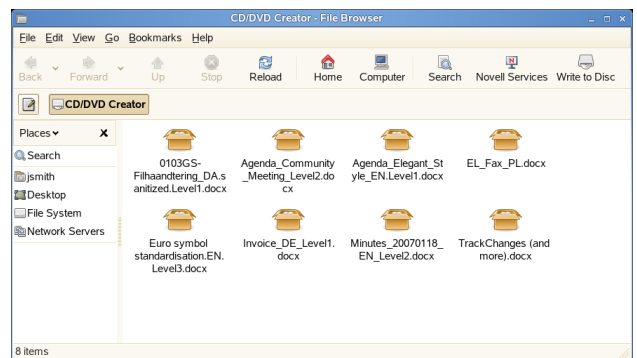 CD/DVD Creator - File Browser
File Edit View Go Bookmarks Help
Back Forward Up Stop Reload Home Computer Search Novell Services Write to Disc
CD/DVD Creator
Places
Search
jsmith
Desktop
File System
Network Servers
0103GS-
Filhaandtering_DA.s
anitized.Level1.docx
Agenda_Community
_Meeting_Level2.do
cx
Agenda_Elegant_St
yle_EN.Level1.docx
EL_Fax_PL.docx
Euro symbol
standardisation.EN.
Level3.docx
Invoice_DE_Level1.
docx
Minutes_20070118_
EN_Level2.docx
TrackChanges (and
more).docx
8 items